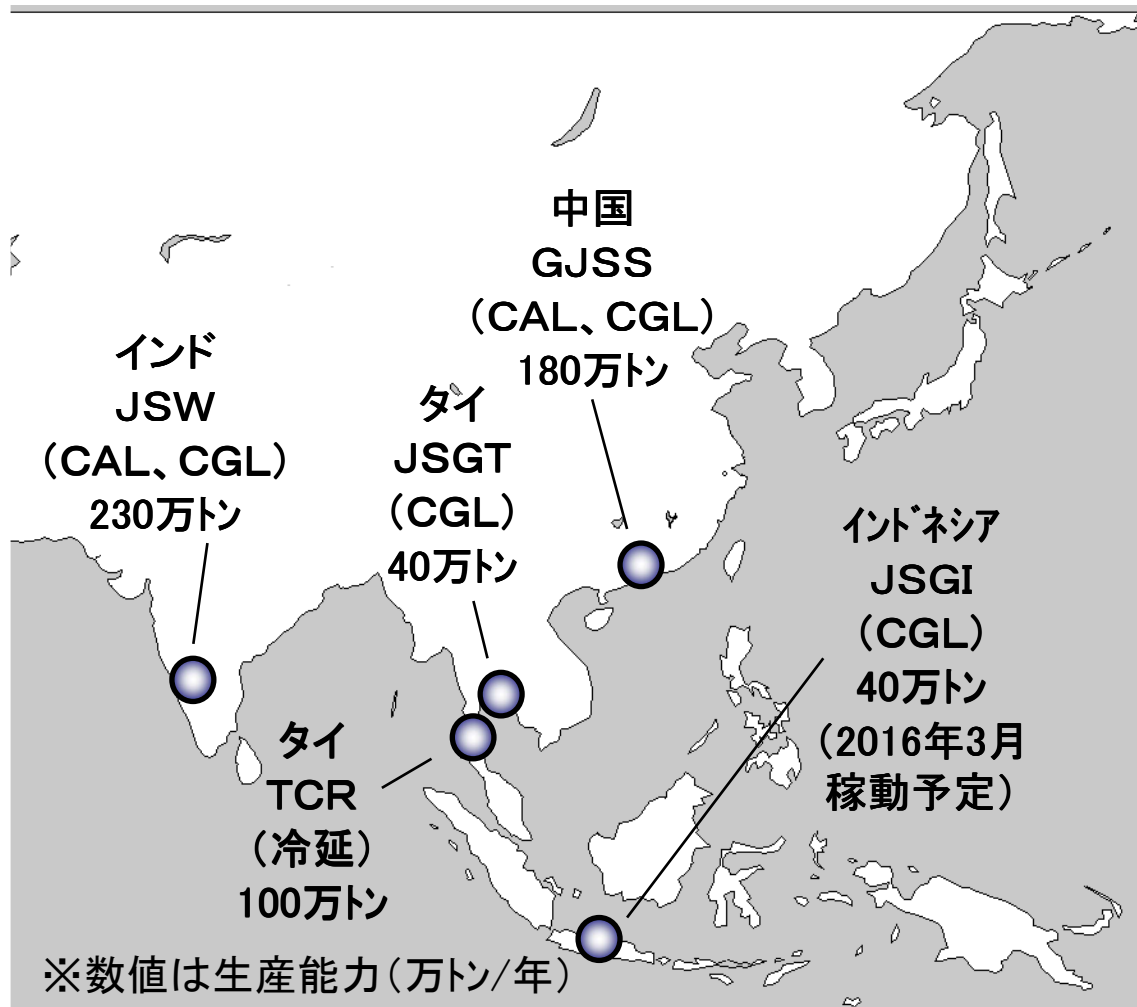 中国
GJSS
（CAL、CGL）
180万ﾄﾝ
インド
JSW
（CAL、CGL）
230万ﾄﾝ
タイ
JSGT
（CGL）
40万ﾄﾝ
ｲﾝﾄﾞﾈｼｱ
JSGI
（CGL）
40万ﾄﾝ
（2016年3月
稼動予定）
タイ
TCR
（冷延）
100万ﾄﾝ
※数値は生産能力（万ﾄﾝ/年）